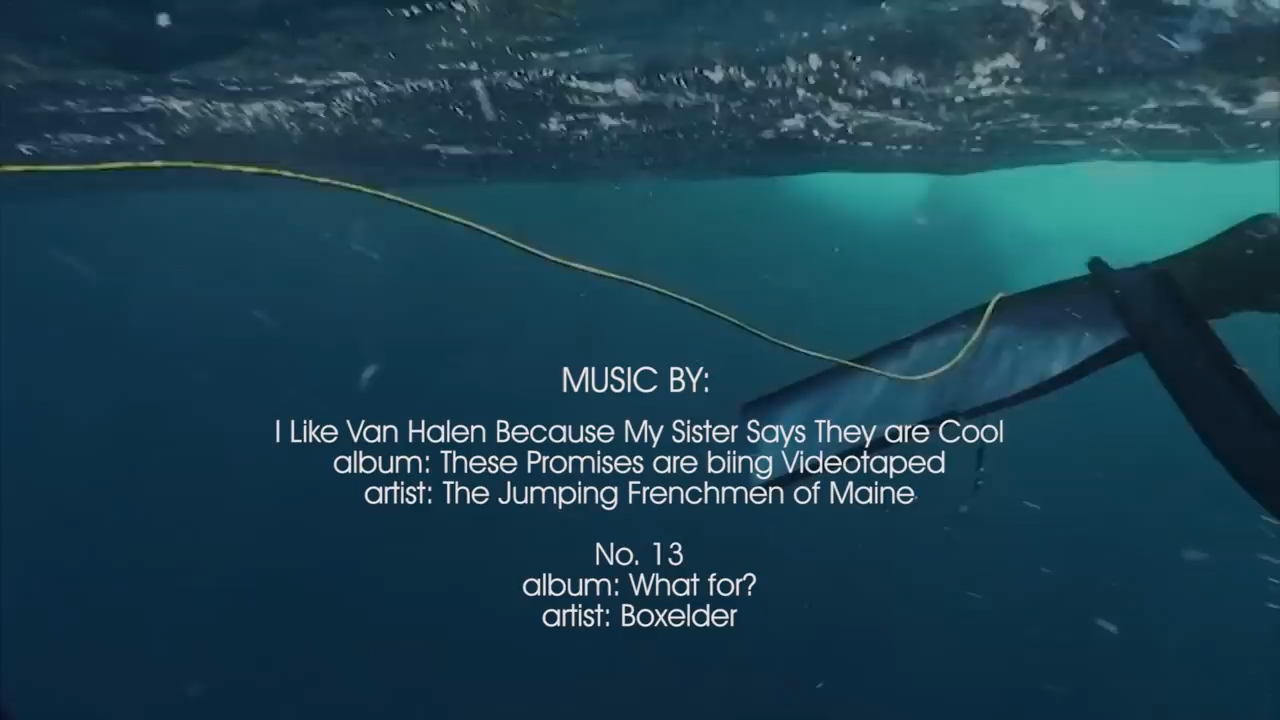 MUSIC BY:
I Like Van Halen Because My Sister Says They are Cool
album: These Promises are biing Videotaped
artist: The Jumping Frenchmen of Maine
No. 13
album: What for?
artist: Boxelder